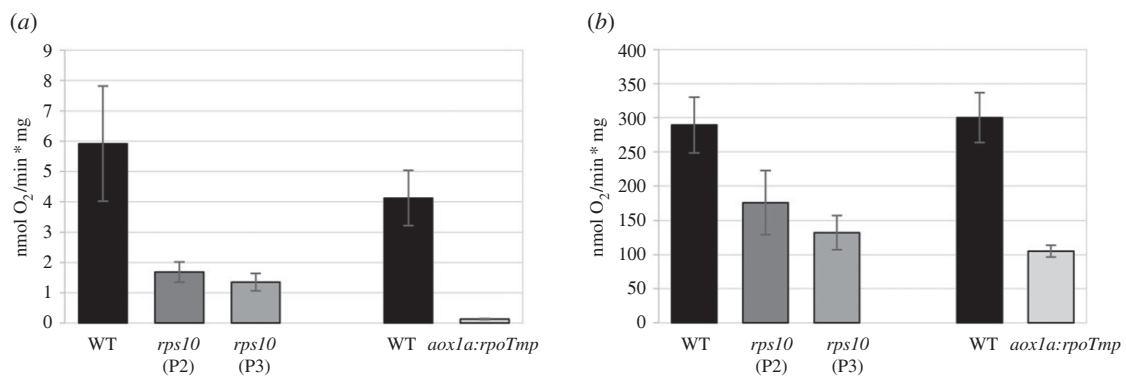 (a)
nmol O2/min * mg
9
8
7
6
5
4
3
2
1
0
WT
rps10
(P2)
rps10
(P3)
WT
aox1a:rpoTmp
(b)
nmol O2/min * mg
400
350
300
250
200
150
100
50
0
WT
rps10
(P2)
rps10
(P3)
WT
aox1a:rpoTmp